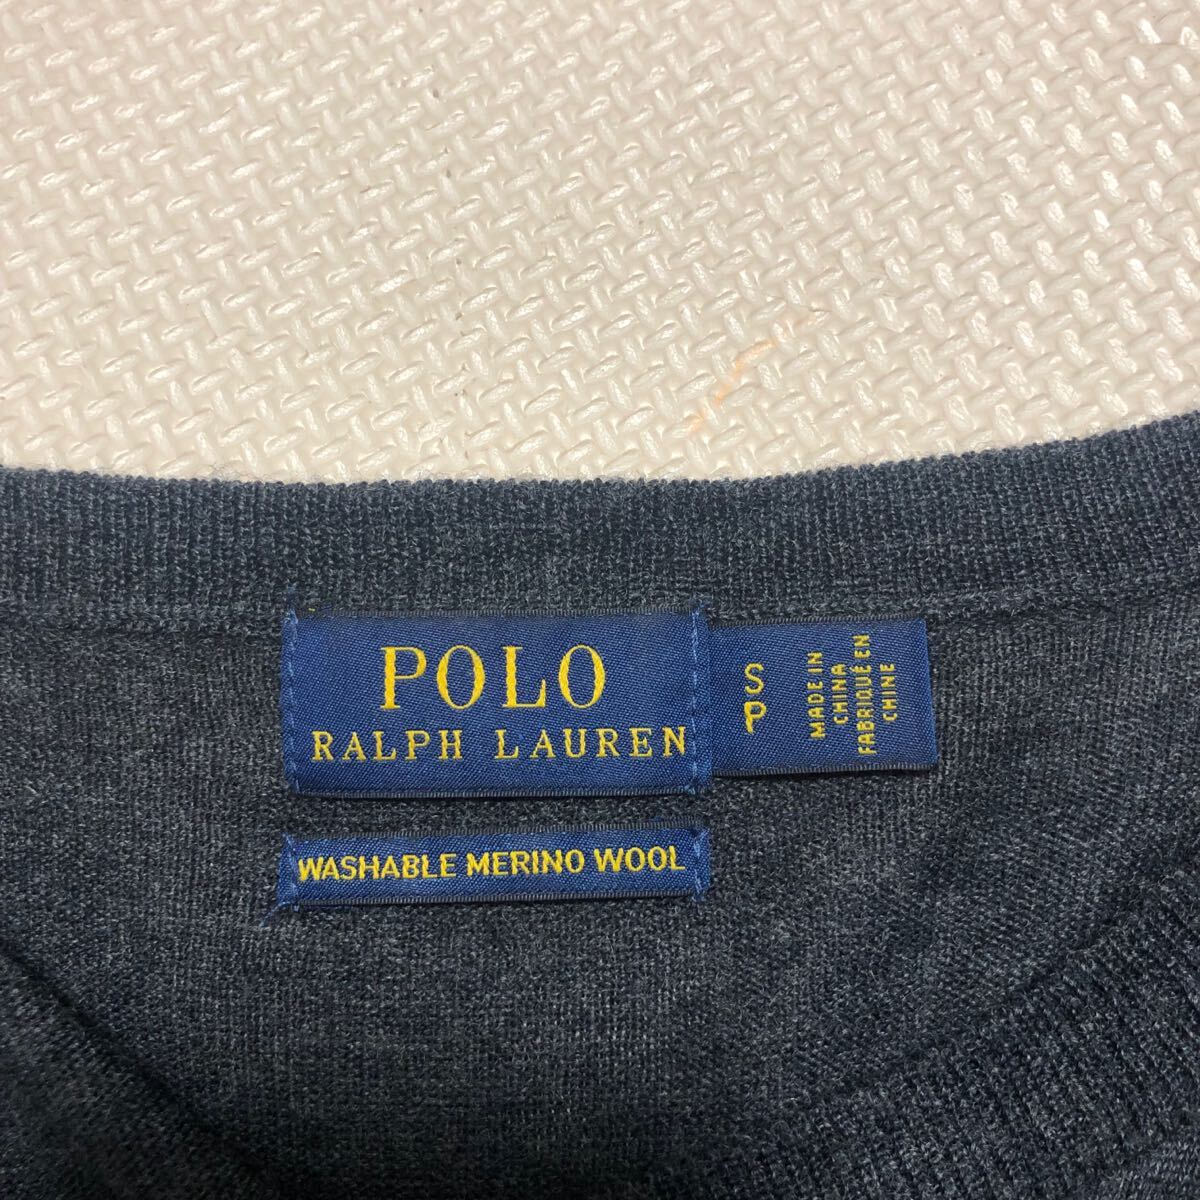 POLO
RALPH LAUREN
S
P
MADE IN
CHINA
FABRIQUÉ EN
CHINE
WASHABLE MERINO WOOL